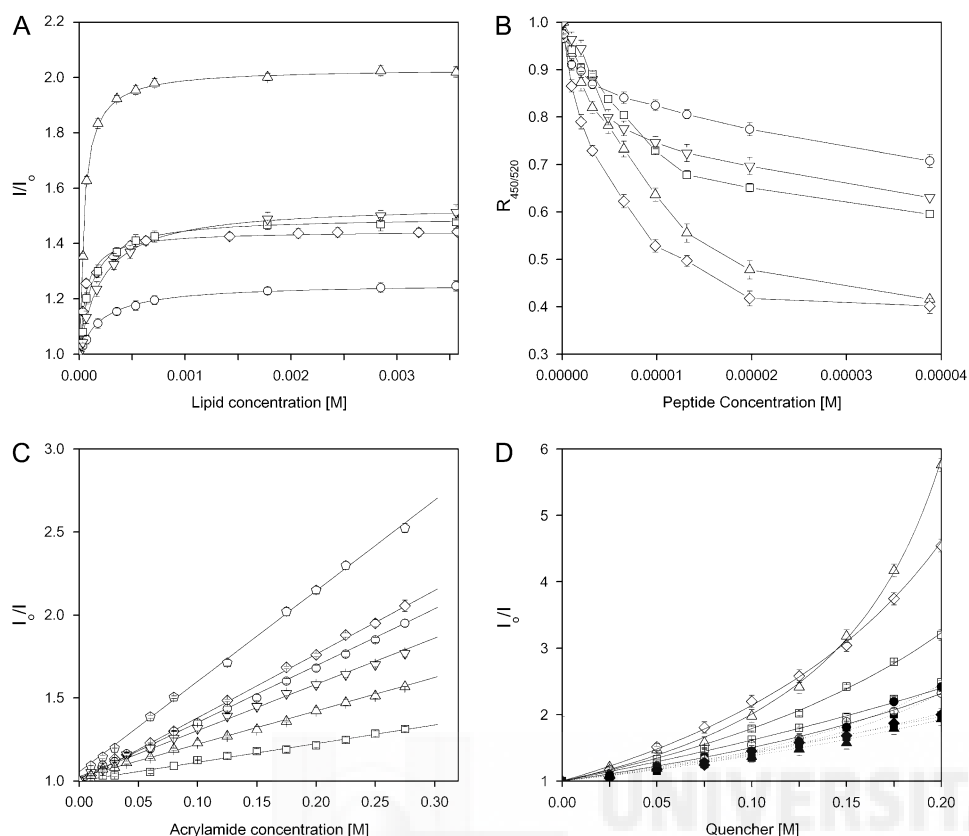 A
2.2
2.0
1.8
1.6
1.4
1.2
1.0
I/Io
0.000 0.001 0.002 0.003
Lipid concentration [M]
B
1.0
0.9
0.8
0.7
0.6
0.5
0.4
0.3
R450/520
0.00000 0.00001 0.00002 0.00003 0.00004
Peptide Concentration [M]
C
3.0
2.5
2.0
1.5
1.0
Io/I
0.00 0.05 0.10 0.15 0.20 0.25 0.30
Acrylamide concentration [M]
D
6
5
4
3
2
1
Io/I
0.00 0.05 0.10 0.15 0.20
Quencher [M]
UNIVERSIT